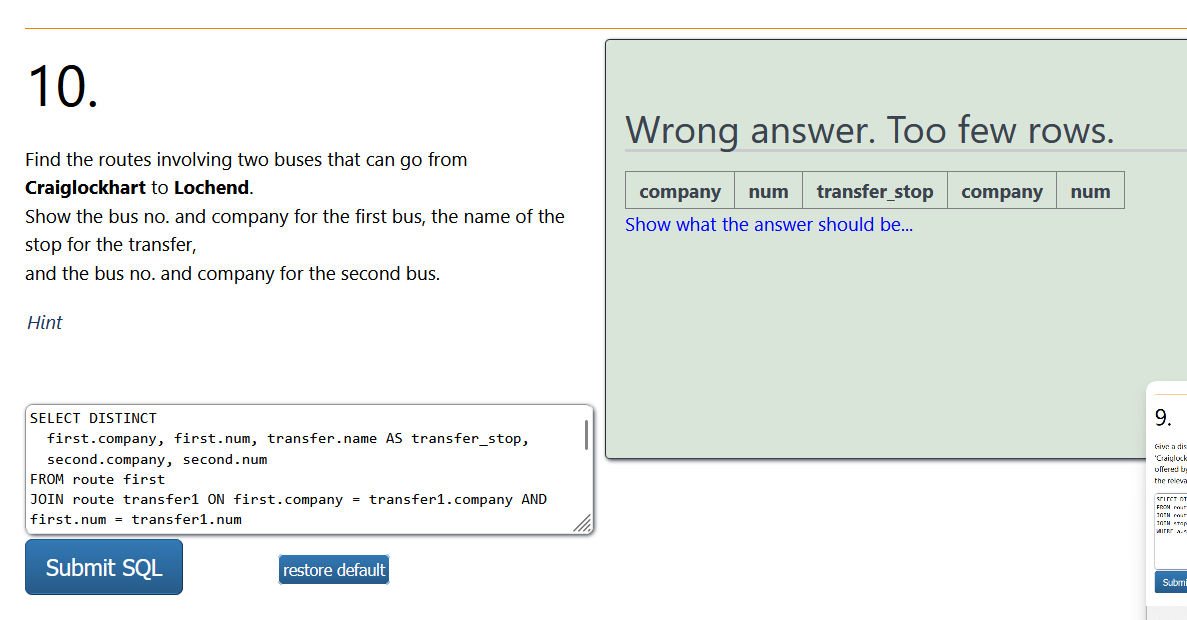 10.
Find the routes involving two buses that can go from
Craiglockhart to Lochend.
Show the bus no. and company for the first bus, the name of the
stop for the transfer,
and the bus no. and company for the second bus.
Hint
SELECT DISTINCT
first.company, first.num, transfer.name AS transfer_stop,
second.company, second.num
FROM route first
JOIN route transfer1 ON first.company = transfer1.company AND
first.num = transfer1.num
Submit SQL
restore default
Wrong answer. Too few rows.
company num transfer_stop company num
Show what the answer should be...
9.
Give a dis
'Craiglock
offered by
the releva
SELECT DI
FROM rout
JOIN rout
JOIN stop
WHERE a.s
Submi